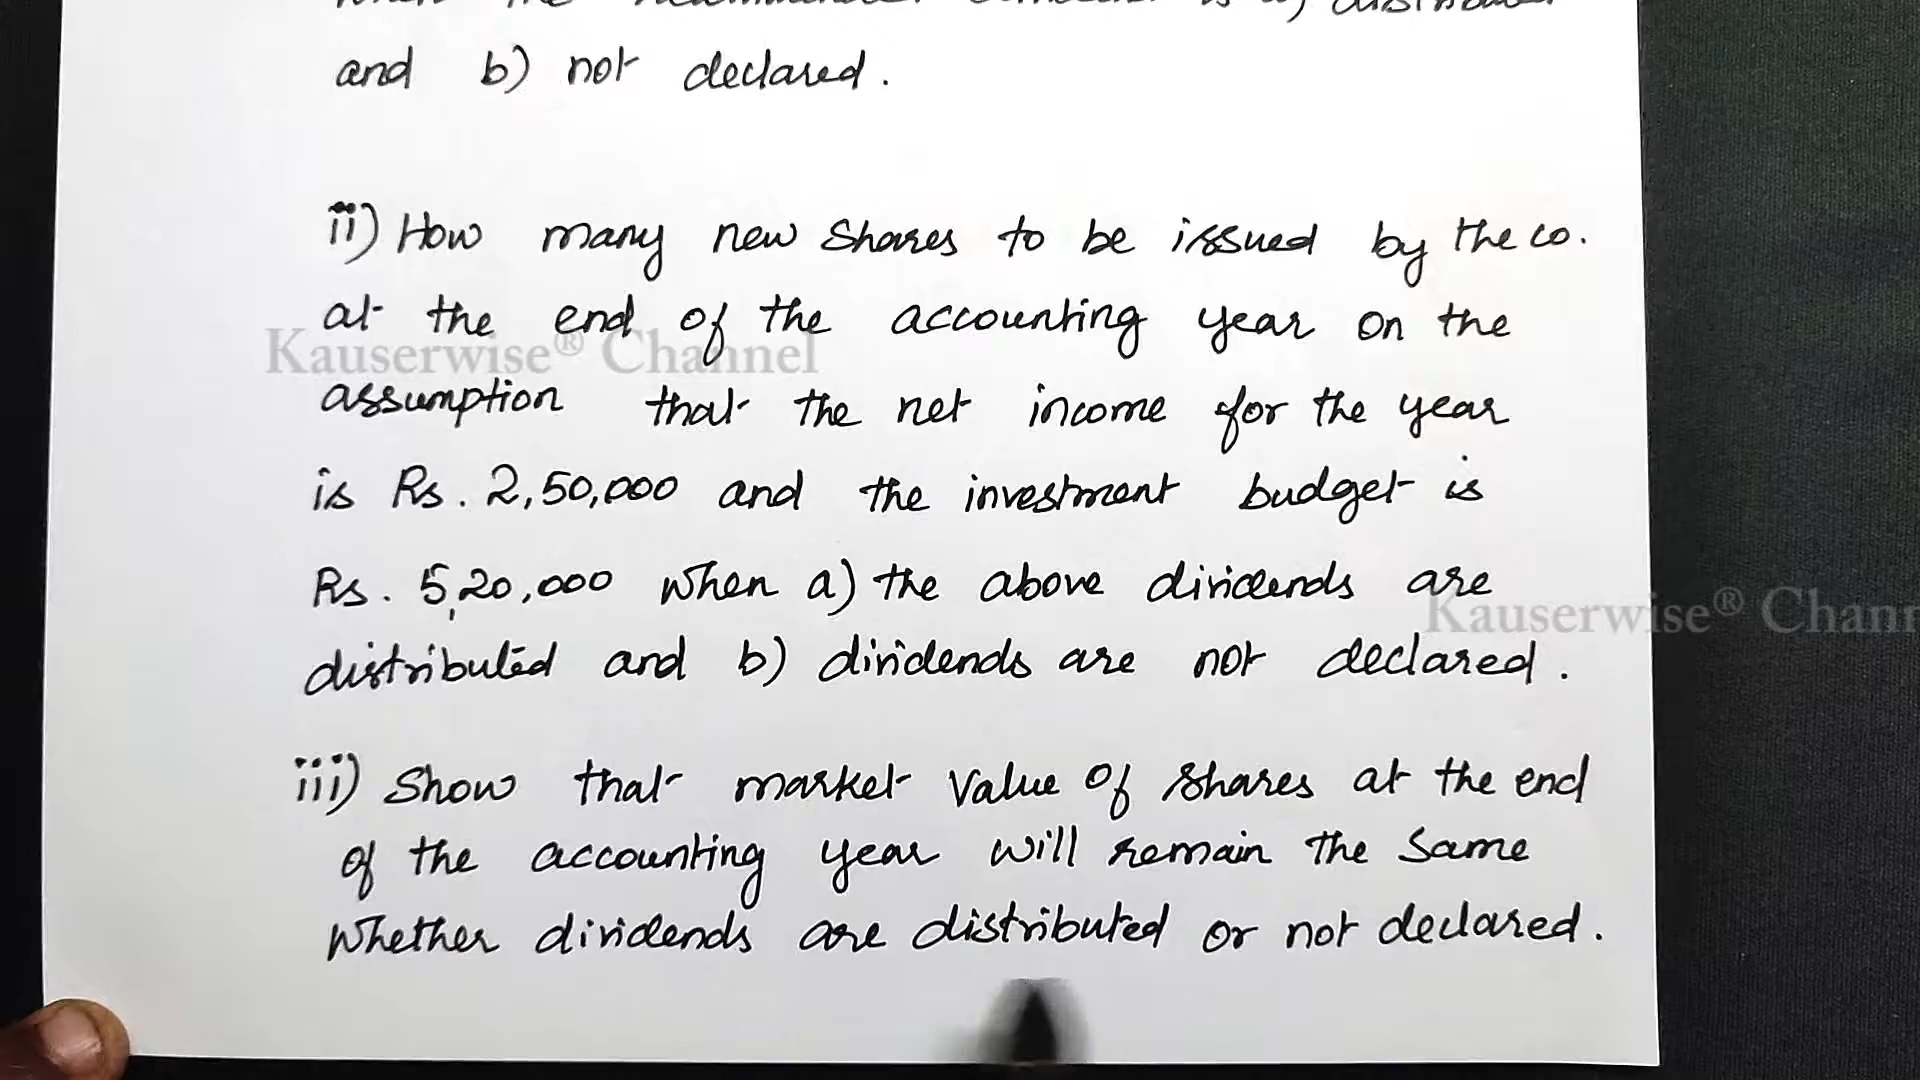 and b) not declared.
ii) How many new shares to be issued by the co.
at the end of the accounting year on the
Kauserwise® Channel
assumption that the net income for the year
is Rs. 2,50,000 and the investment budget is
Rs. 5,20,000 when a) the above dividends are
Kauserwise® Chann
distributed and b) dividends are not declared.
iii) Show that market value of shares at the end
of the accounting year will remain the same
whether dividends are distributed or not declared.